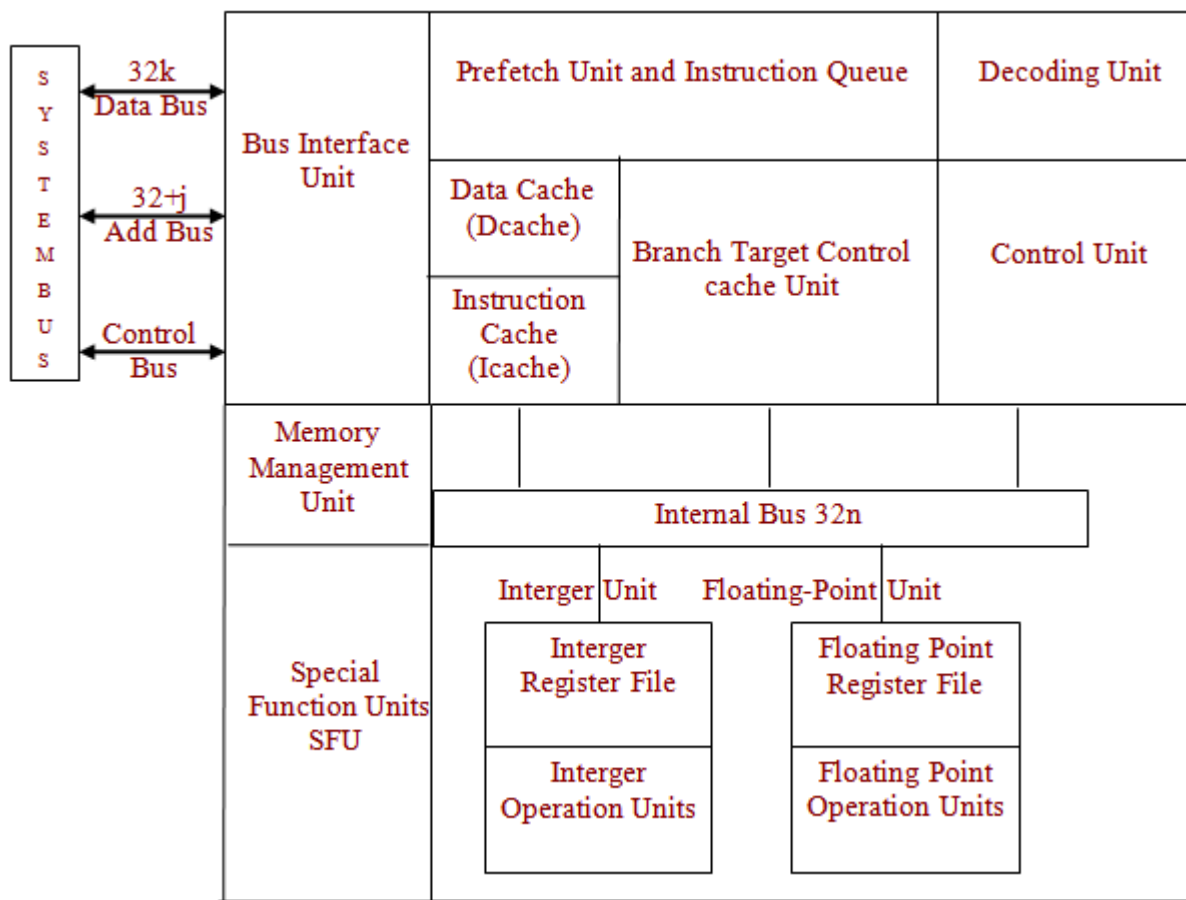 SYSTEMBUS
32k
Data Bus
32+j
Add Bus
Control
Bus
Bus Interface
Unit
Prefetch Unit and Instruction Queue
Decoding Unit
Data Cache
(Dcache)
Instruction
Cache
(Icache)
Branch Target Control
cache Unit
Control Unit
Memory
Management
Unit
Internal Bus 32n
Special
Function Units
SFU
Interger Unit
Floating-Point Unit
Interger
Register File
Interger
Operation Units
Floating Point
Register File
Floating Point
Operation Units